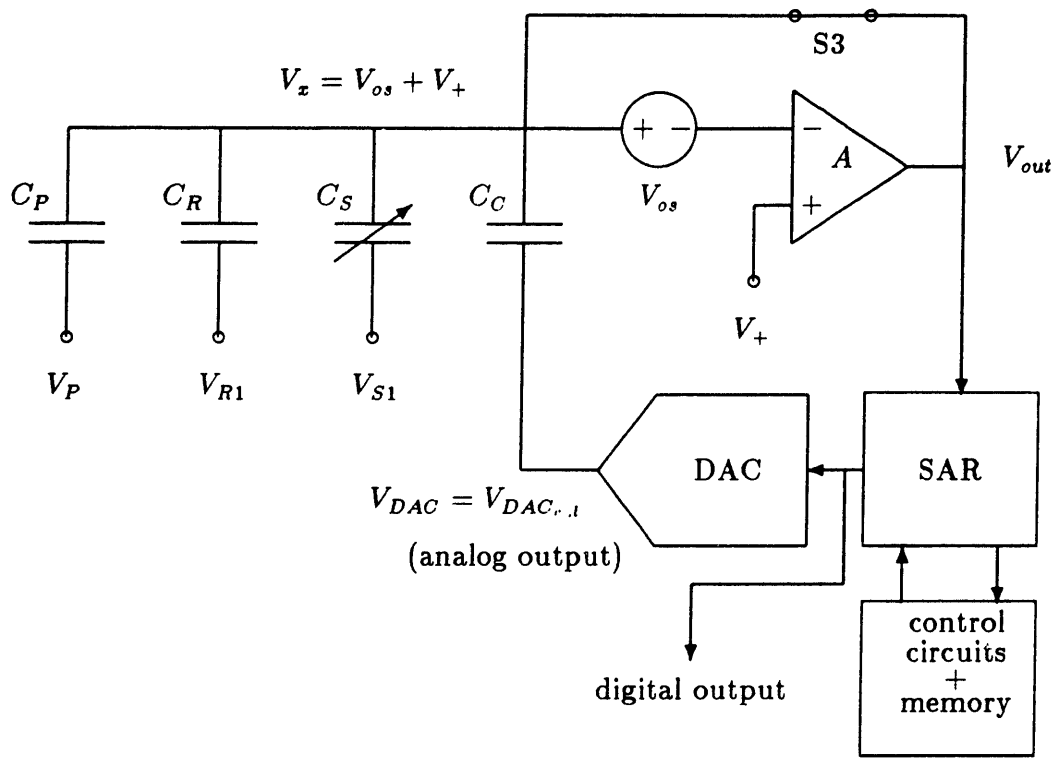 S3
V_x = V_os + V_+
+ −
−
A
+
V_out
C_P
C_R
C_S
C_C
V_os
V_+
V_P
V_R1
V_S1
DAC
SAR
V_DAC =
(analog output)
control
circuits
+
memory
digital output